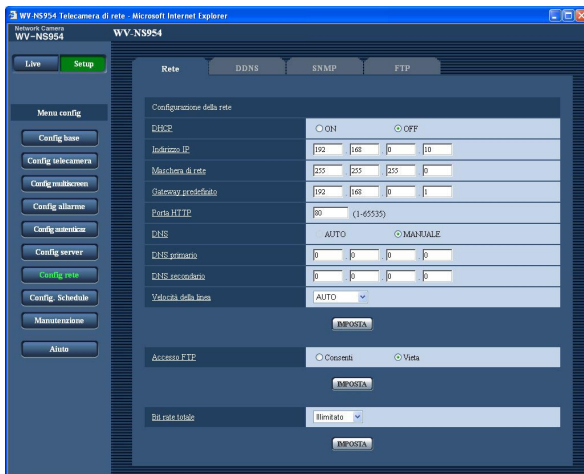 WV-NS954 Telecamera di rete - Microsoft Internet Explorer
Network Camera
WV-NS954
WV-NS954
Live Setup
Rete DDNS SNMP FTP
Menu config
Config base
Config telecamera
Config multiscreen
Config allarme
Config autenticaz
Config server
Config rete
Config. Schedule
Manutenzione
Aiuto
Configurazione della rete
DHCP ON OFF
Indirizzo IP 192 . 168 . 0 . 10
Maschera di rete 255 . 255 . 255 . 0
Gateway predefinito 192 . 168 . 0 . 1
Porta HTTP 80 (1-65535)
DNS AUTO MANUALE
DNS primario 0 . 0 . 0 . 0
DNS secondario 0 . 0 . 0 . 0
Velocità della linea AUTO
IMPOSTA
Accesso FTP Consenti Vieta
IMPOSTA
Bit rate totale Illimitato
IMPOSTA